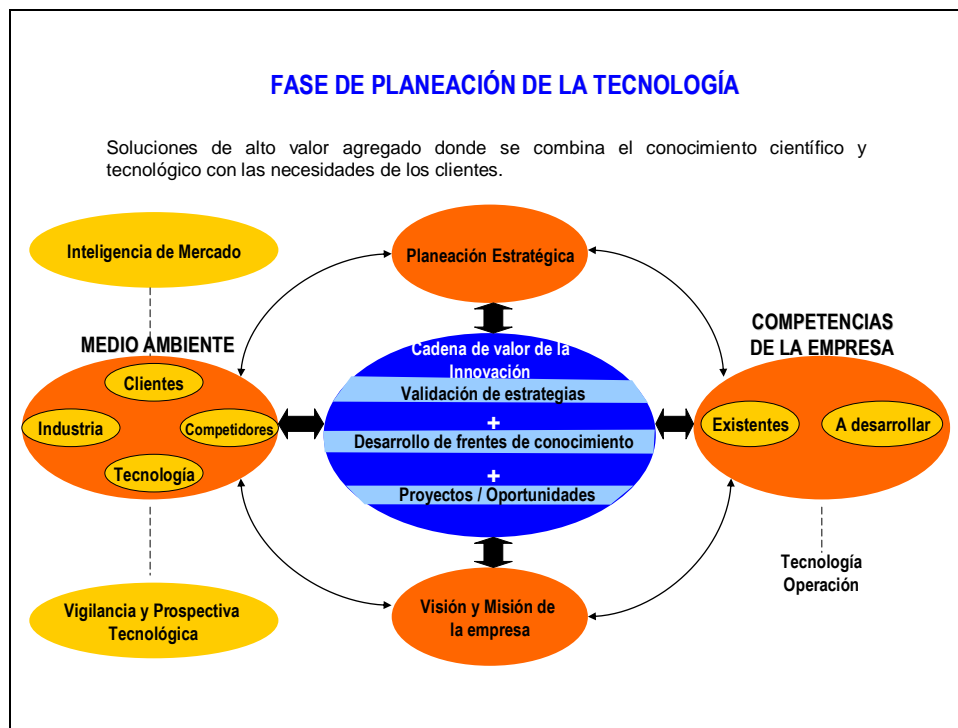 FASE DE PLANEACIÓN DE LA TECNOLOGÍA
Soluciones de alto valor agregado donde se combina el conocimiento científico y
tecnológico con las necesidades de los clientes.
Inteligencia de Mercado
Planeación Estratégica
MEDIO AMBIENTE
Clientes
Industria
Competidores
Tecnología
Cadena de valor de la
Innovación
Validación de estrategias
+
Desarrollo de frentes de conocimiento
+
Proyectos / Oportunidades
COMPETENCIAS
DE LA EMPRESA
Existentes
A desarrollar
Tecnología
Operación
Vigilancia y Prospectiva
Tecnológica
Visión y Misión de
la empresa